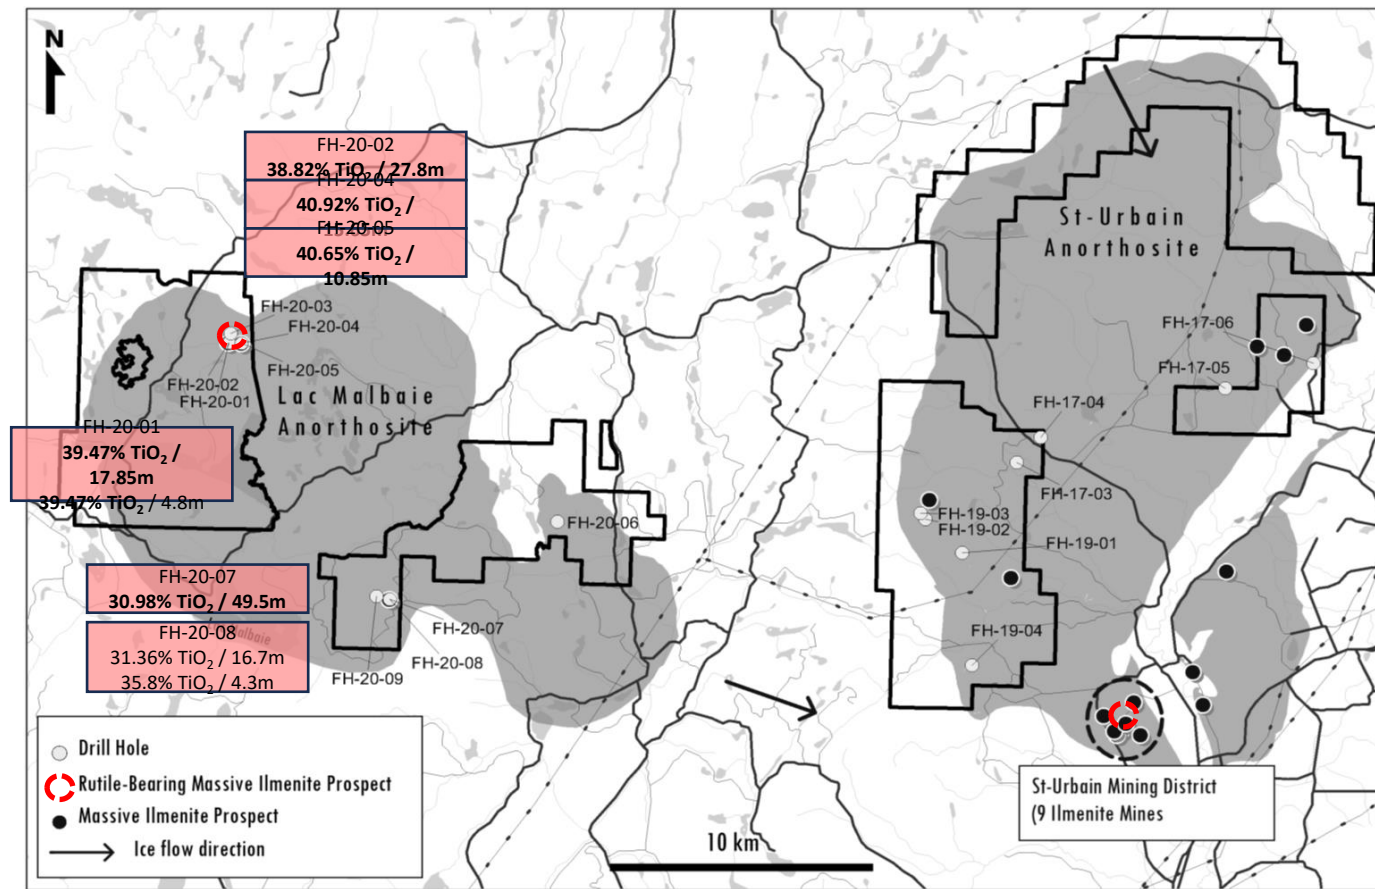 N
FH-20-02
38.82% TiO2 / 27.8m
FH-20-04
40.92% TiO2 /
FH-20-05
40.65% TiO2 /
10.85m
St-Urbain
Anorthosite
FH-20-03
FH-20-04
FH-20-05
FH-20-02
FH-20-01
Lac Malbaie
Anorthosite
FH-17-06
FH-17-05
FH-17-04
FH-17-03
FH-20-01
39.47% TiO2 /
17.85m
39.47% TiO2 / 4.8m
FH-20-06
FH-19-03
FH-19-02
FH-19-01
FH-20-07
30.98% TiO2 / 49.5m
FH-20-08
31.36% TiO2 / 16.7m
35.8% TiO2 / 4.3m
FH-20-07
FH-20-08
FH-20-09
FH-19-04
Drill Hole
Rutile-Bearing Massive Ilmenite Prospect
Massive Ilmenite Prospect
Ice flow direction
10 km
St-Urbain Mining District
(9 Ilmenite Mines